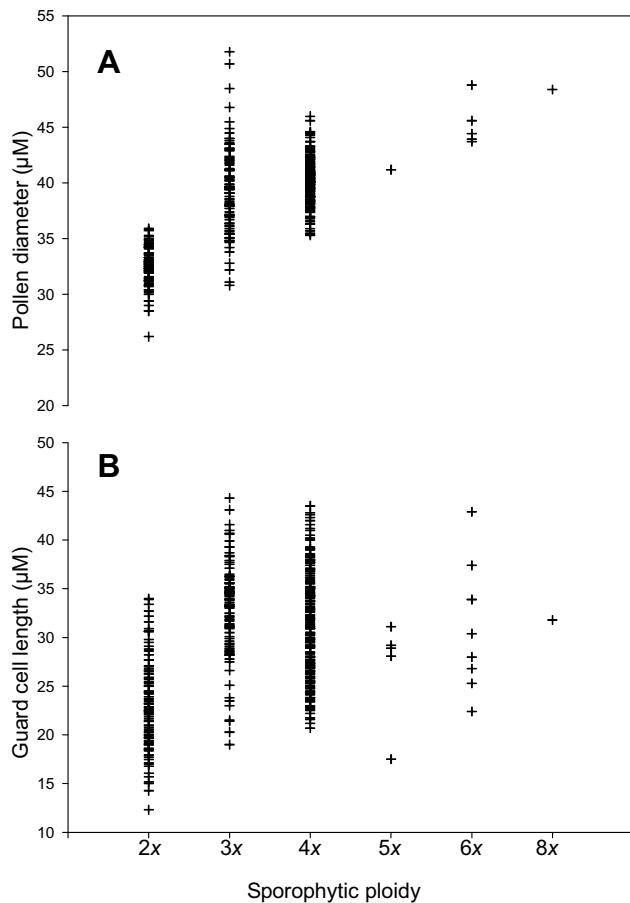 A
Pollen diameter (µM)
55
50
45
40
35
30
25
20
B
Guard cell length (µM)
50
45
40
35
30
25
20
15
10
2x 3x 4x 5x 6x 8x
Sporophytic ploidy